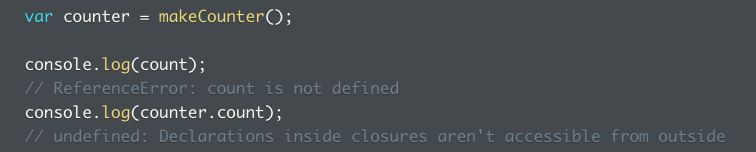 var counter = makeCounter();
console.log(count);
// ReferenceError: count is not defined
console.log(counter.count);
// undefined: Declarations inside closures aren't accessible from outside